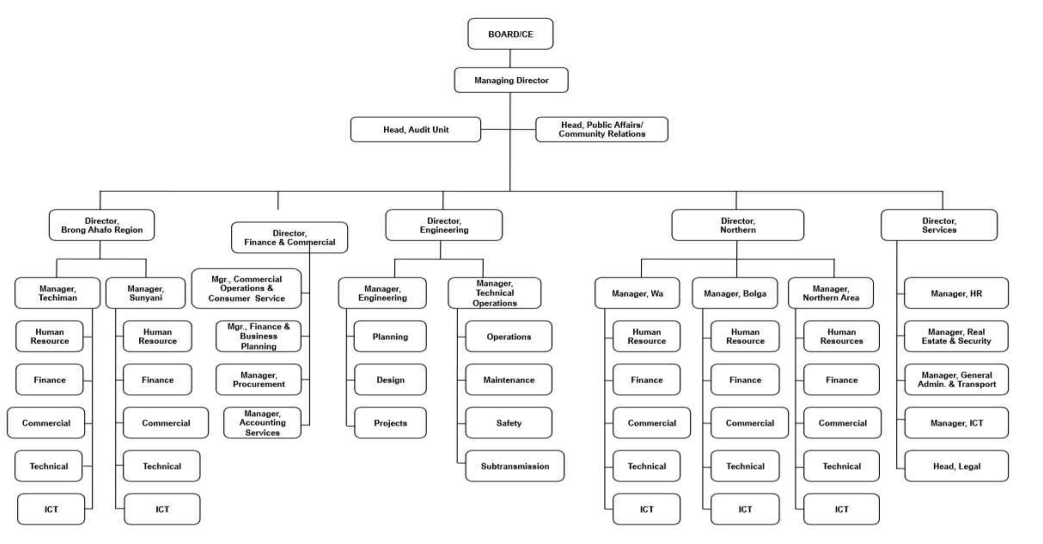 BOARD/CE
Managing Director
Head, Audit Unit
Head, Public Affairs/
Community Relations
Director,
Brong Ahafo Region
Director,
Finance & Commercial
Director,
Engineering
Director,
Northern
Director,
Services
Manager,
Techiman
Human
Resource
Finance
Commercial
Technical
ICT
Manager,
Sunyani
Human
Resource
Finance
Commercial
Technical
ICT
Mgr., Commercial
Operations &
Consumer Service
Mgr., Finance &
Business
Planning
Manager,
Procurement
Manager,
Accounting
Services
Manager,
Engineering
Planning
Design
Projects
Manager,
Technical
Operations
Operations
Maintenance
Safety
Subtransmission
Manager, Wa
Human
Resource
Finance
Commercial
Technical
ICT
Manager, Bolga
Human
Resource
Finance
Commercial
Technical
ICT
Manager,
Northern Area
Human
Resources
Finance
Commercial
Technical
ICT
Manager, HR
Manager, Real
Estate & Security
Manager, General
Admin. & Transport
Manager, ICT
Head, Legal